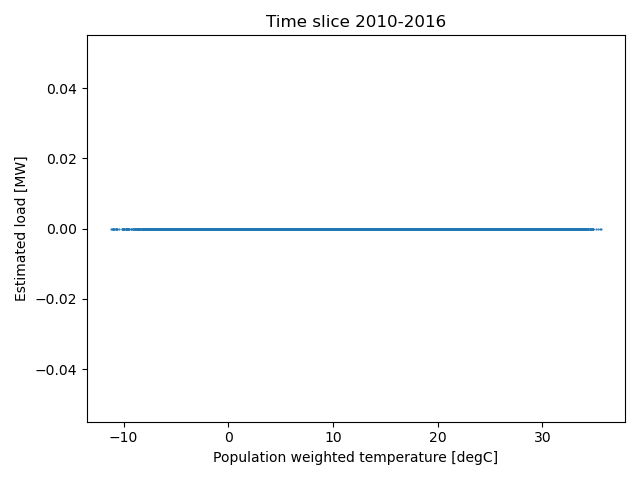 Time slice 2010-2016
0.04
0.02
0.00
−0.02
−0.04
Estimated load [MW]
−10 0 10 20 30
Population weighted temperature [degC]